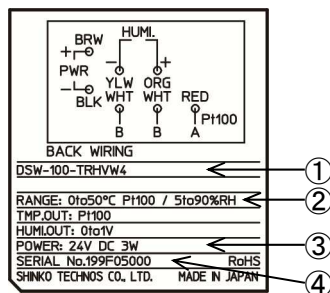 BRW
HUMI.
+
PWR
-
BLK
- +
YLW ORG
WHT WHT RED
Pt100
B B A
BACK WIRING
DSW-100-TRHVW4
①
RANGE: 0to50°C Pt100 / 5to90%RH
②
TMP.OUT: Pt100
HUMI.OUT: 0to1V
POWER: 24V DC 3W
③
SERIAL No.199F05000 RoHS
④
SHINKO TECHNOS CO., LTD. MADE IN JAPAN